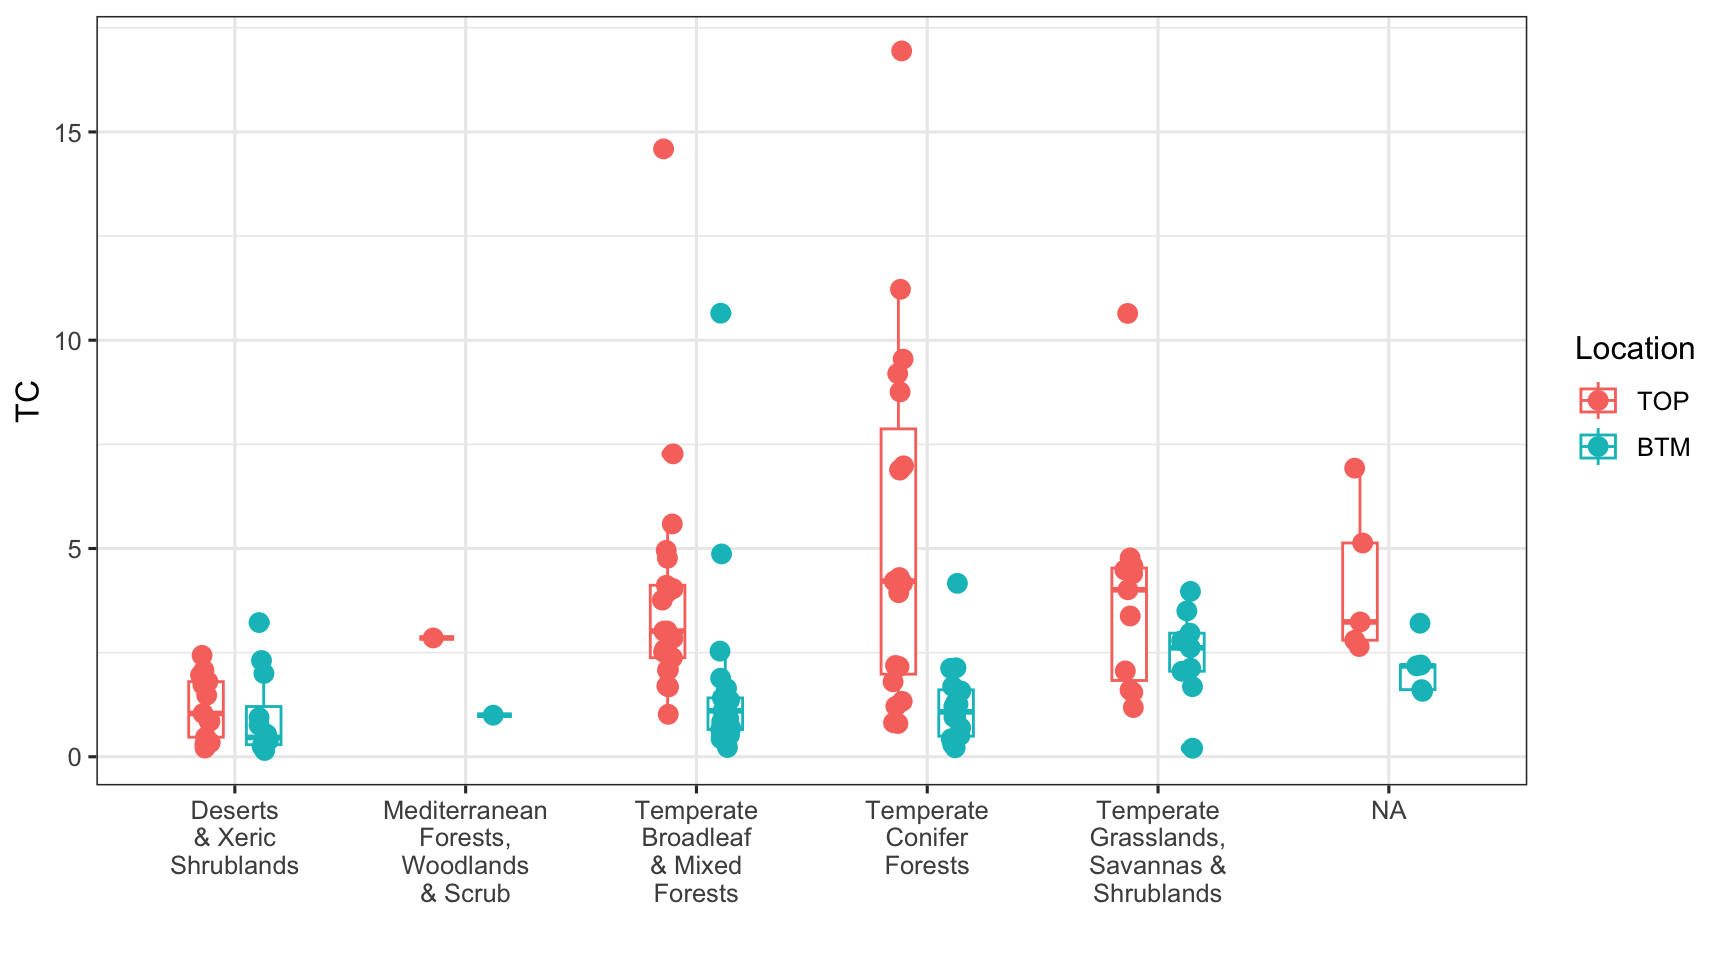 15
10
5
0
TC
Deserts
& Xeric
Shrublands
Mediterranean
Forests,
Woodlands
& Scrub
Temperate
Broadleaf
& Mixed
Forests
Temperate
Conifer
Forests
Temperate
Grasslands,
Savannas &
Shrublands
NA
Location
TOP
BTM